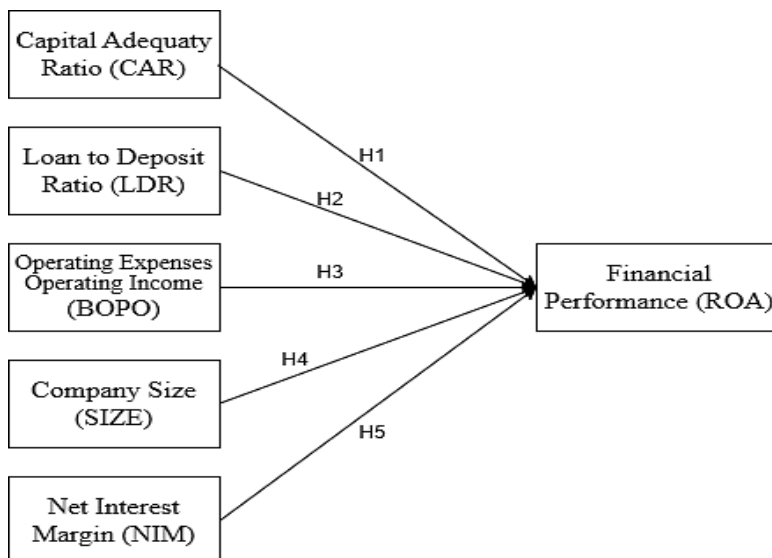 Capital Adequaty
Ratio (CAR)
H1
Loan to Deposit
Ratio (LDR)
H2
Operating Expenses
Operating Income
(BOPO)
H3
Financial
Performance (ROA)
Company Size
(SIZE)
H4
Net Interest
Margin (NIM)
H5